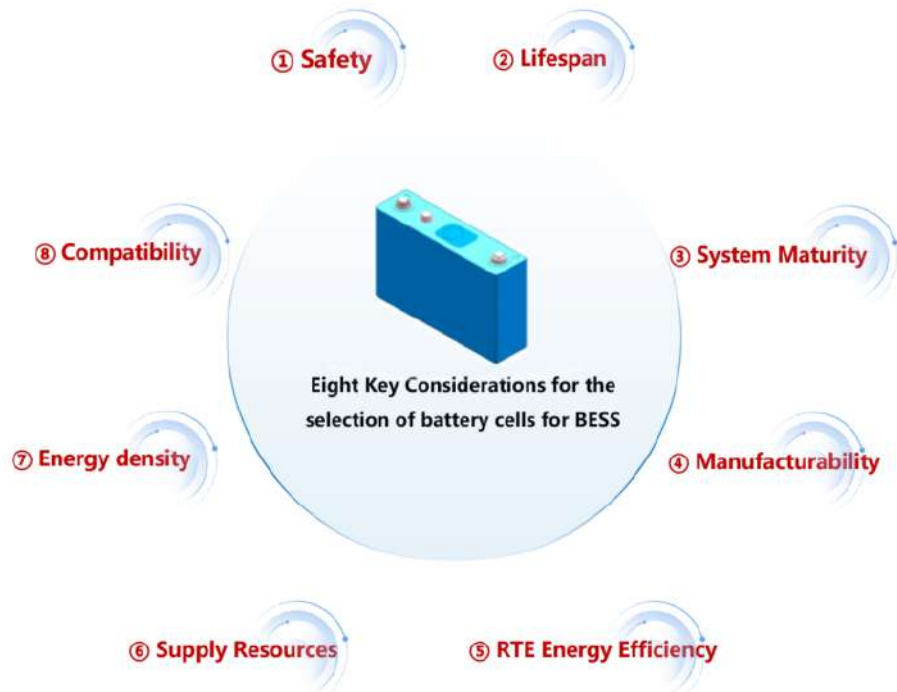 ① Safety
② Lifespan
③ System Maturity
④ Manufacturability
⑤ RTE Energy Efficiency
⑥ Supply Resources
⑦ Energy density
⑧ Compatibility
Eight Key Considerations for the
selection of battery cells for BESS